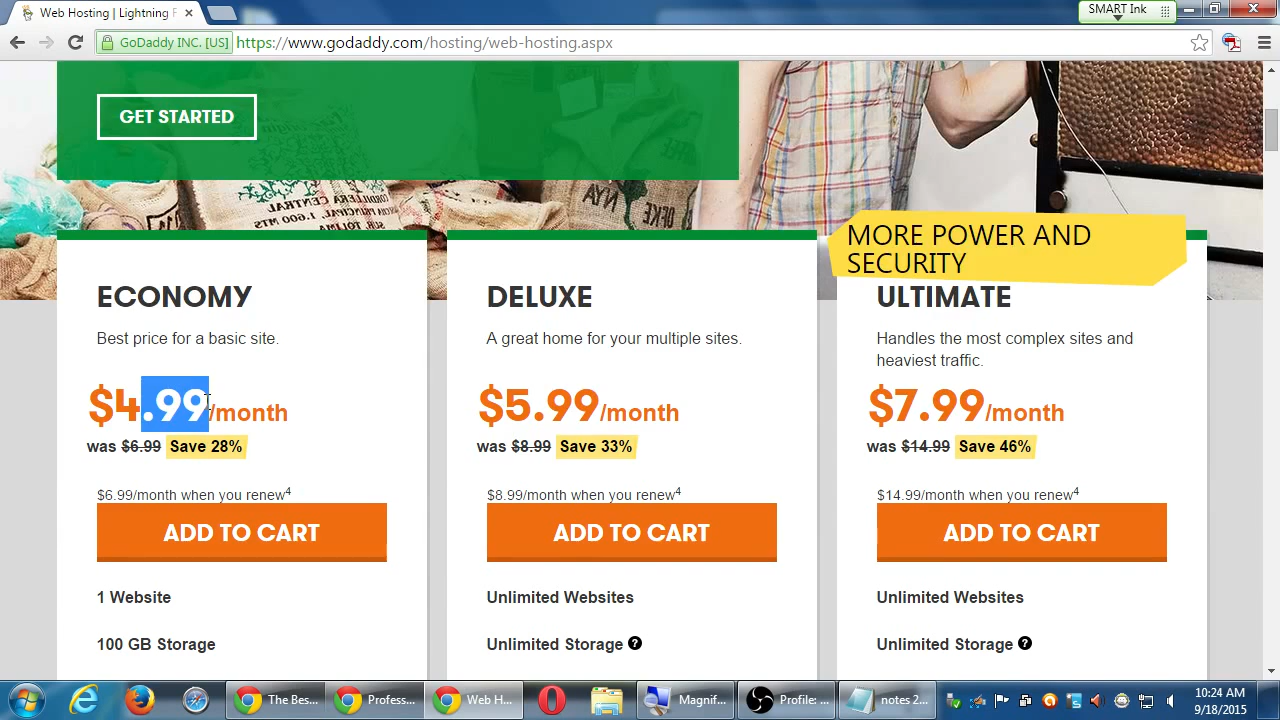 Web Hosting | Lightning F
SMART Ink
GoDaddy INC. [US]
https://www.godaddy.com/hosting/web-hosting.aspx
GET STARTED
MORE POWER AND
SECURITY
ECONOMY
Best price for a basic site.
$4.99/month
was $6.99 Save 28%
$6.99/month when you renew4
ADD TO CART
1 Website
100 GB Storage
DELUXE
A great home for your multiple sites.
$5.99/month
was $8.99 Save 33%
$8.99/month when you renew4
ADD TO CART
Unlimited Websites
Unlimited Storage ?
ULTIMATE
Handles the most complex sites and
heaviest traffic.
$7.99/month
was $14.99 Save 46%
$14.99/month when you renew4
ADD TO CART
Unlimited Websites
Unlimited Storage ?
The Bes...
Profess...
Web H...
Magnif...
Profile: ...
notes 2...
10:24 AM
9/18/2015